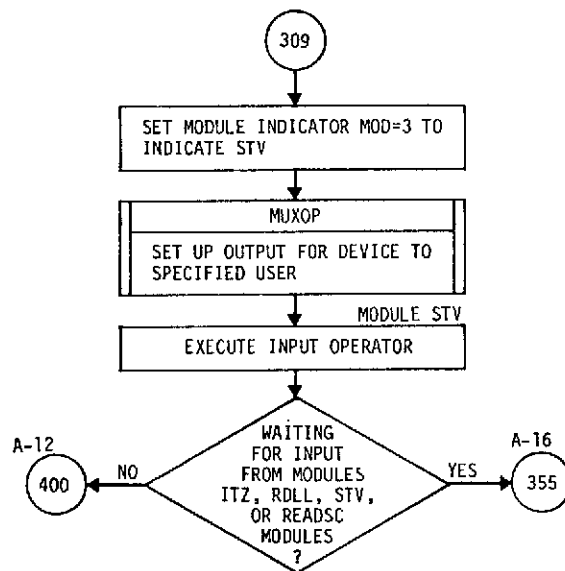 309
SET MODULE INDICATOR MOD=3 TO
INDICATE STV
MUXOP
SET UP OUTPUT FOR DEVICE TO
SPECIFIED USER
MODULE STV
EXECUTE INPUT OPERATOR
WAITING
FOR INPUT
FROM MODULES
ITZ, RDLL, STV,
OR READSC
MODULES
?
A-12
400
NO
YES
A-16
355